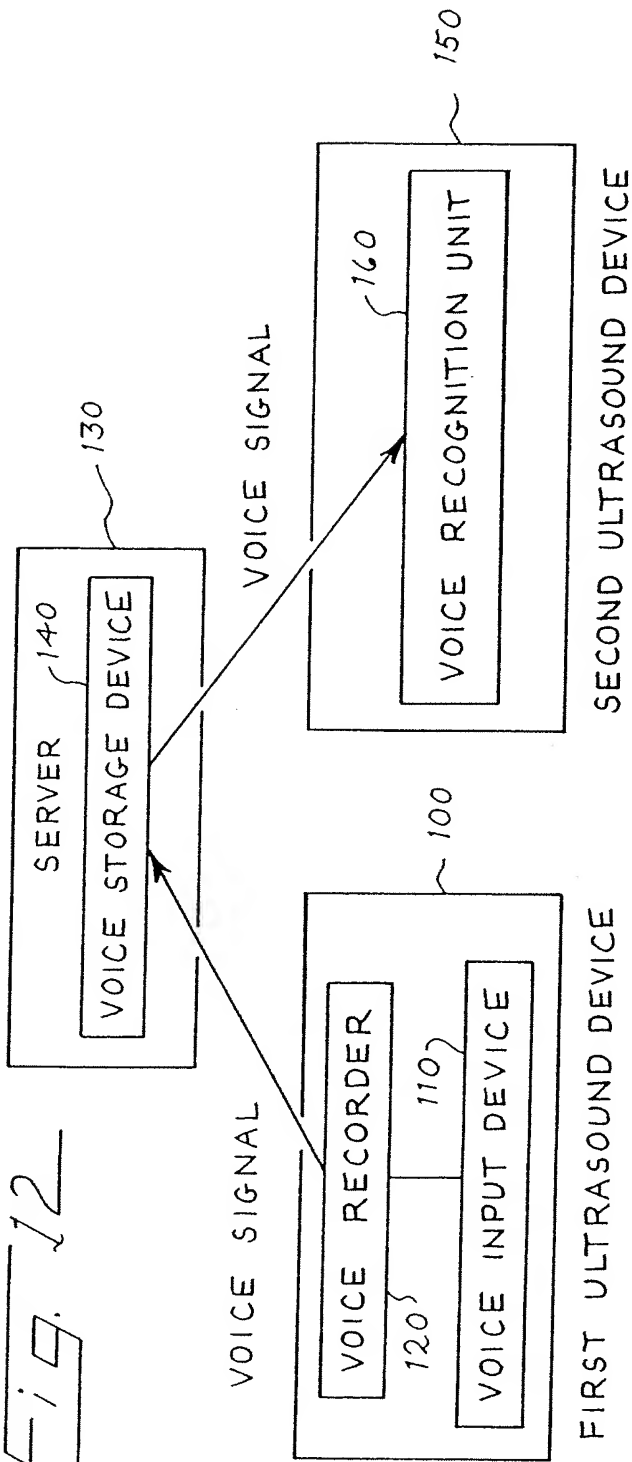 Fig. 12
SERVER
140
VOICE STORAGE DEVICE
130
VOICE SIGNAL
VOICE SIGNAL
VOICE RECORDER
120
110
VOICE INPUT DEVICE
100
FIRST ULTRASOUND DEVICE
160
VOICE RECOGNITION UNIT
150
SECOND ULTRASOUND DEVICE